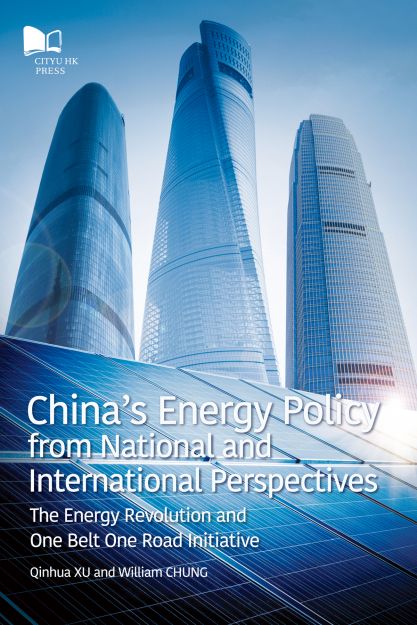 CITYU HK
PRESS
China's Energy Policy
from National and
International Perspectives
The Energy Revolution and
One Belt One Road Initiative
Qinhua XU and William CHUNG